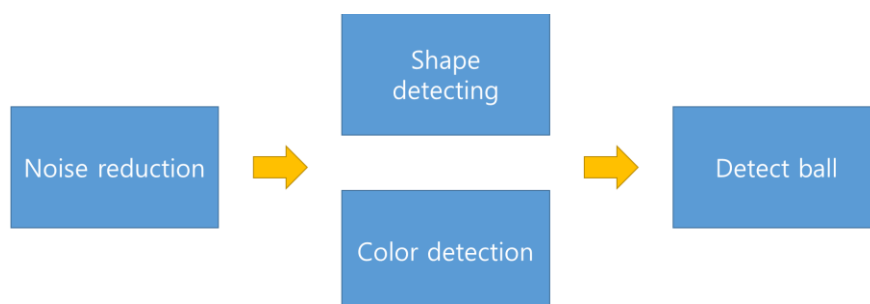 Noise reduction
Shape
detecting
Color detection
Detect ball